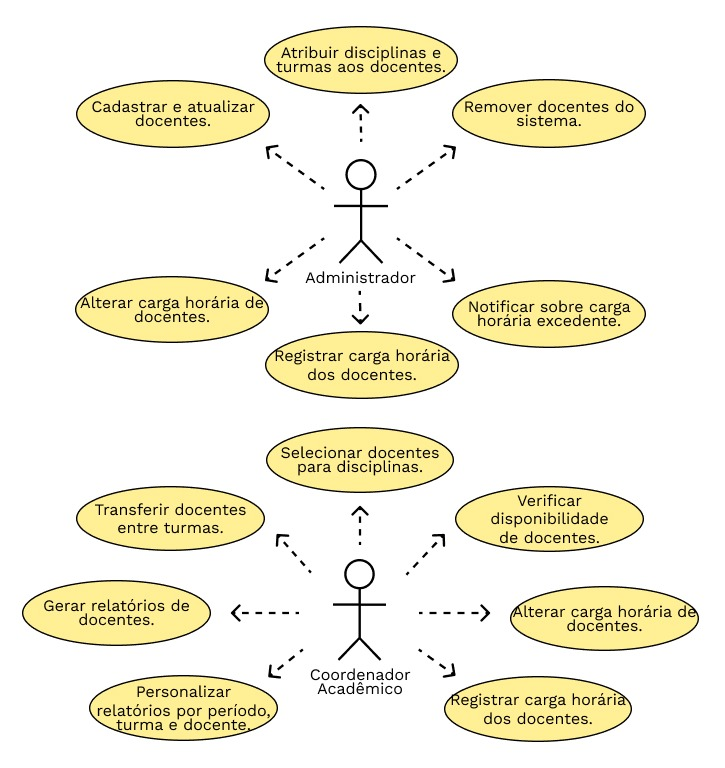 Atribuir disciplinas e
turmas aos docentes.
Cadastrar e atualizar
docentes.
Remover docentes do
sistema.
Administrador
Alterar carga horária de
docentes.
Notificar sobre carga
horária excedente.
Registrar carga horária
dos docentes.
Selecionar docentes
para disciplinas.
Transferir docentes
entre turmas.
Verificar
disponibilidade
de docentes.
Gerar relatórios de
docentes.
Alterar carga horária de
docentes.
Coordenador
Acadêmico
Personalizar
relatórios por período,
turma e docente.
Registrar carga horária
dos docentes.